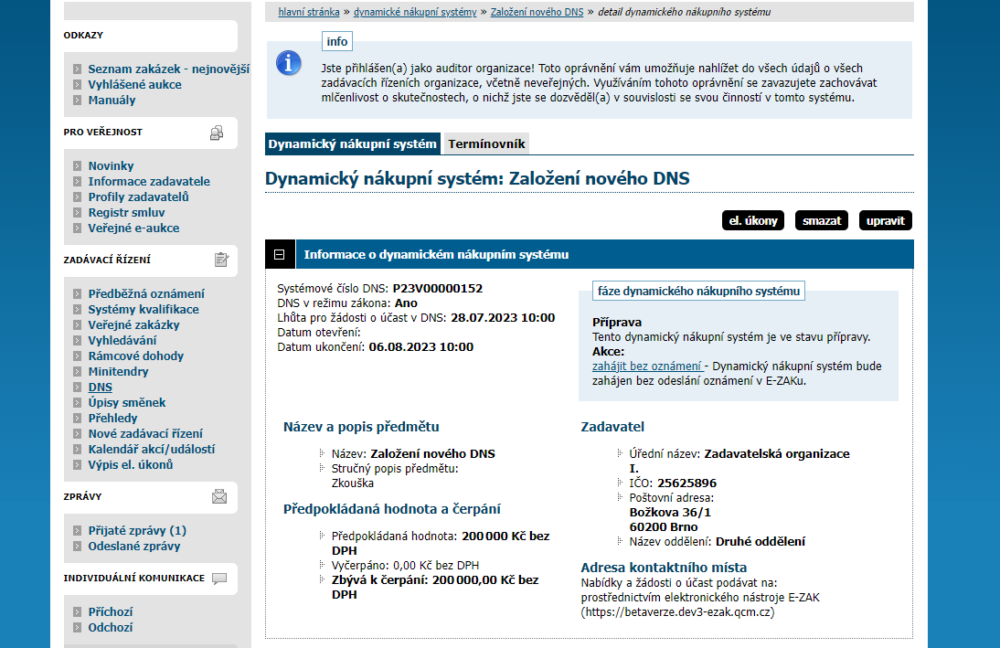 ODKAZY
Seznam zakázek - nejnovější
Vyhlášené aukce
Manuály
PRO VEŘEJNOST
Novinky
Informace zadavatele
Profily zadavatelů
Registr smluv
Veřejné e-aukce
ZADÁVACÍ ŘÍZENÍ
Předběžná oznámení
Systémy kvalifikace
Veřejné zakázky
Vyhledávání
Rámcové dohody
Minitendry
DNS
Úpisy směnek
Přehledy
Nové zadávací řízení
Kalendář akcí/událostí
Výpis el. úkonů
ZPRÁVY
Přijaté zprávy (1)
Odeslané zprávy
INDIVIDUÁLNÍ KOMUNIKACE
Příchozí
Odchozí
hlavní stránka » dynamické nákupní systémy » Založení nového DNS » detail dynamického nákupního systému
info
Jste přihlášen(a) jako auditor organizace! Toto oprávnění vám umožňuje nahlížet do všech údajů o všech
zadávacích řízeních organizace, včetně neveřejných. Využíváním tohoto oprávnění se zavazujete zachovávat
mlčenlivost o skutečnostech, o nichž jste se dozvěděl(a) v souvislosti se svou činností v tomto systému.
Dynamický nákupní systém
Termínovník
Dynamický nákupní systém: Založení nového DNS
el. úkony
smazat
upravit
Informace o dynamickém nákupním systému
Systémové číslo DNS: P23V00000152
DNS v režimu zákona: Ano
Lhůta pro žádosti o účast v DNS: 28.07.2023 10:00
Datum otevření:
Datum ukončení: 06.08.2023 10:00
fáze dynamického nákupního systému
Příprava
Tento dynamický nákupní systém je ve stavu přípravy.
Akce:
zahájit bez oznámení - Dynamický nákupní systém bude
zahájen bez odeslání oznámení v E-ZAKu.
Název a popis předmětu
Název: Založení nového DNS
Stručný popis předmětu:
Zkouška
Předpokládaná hodnota a čerpání
Předpokládaná hodnota: 200 000 Kč bez
DPH
Vyčerpáno: 0,00 Kč bez DPH
Zbývá k čerpání: 200 000,00 Kč bez
DPH
Zadavatel
Úřední název: Zadavatelská organizace
I.
IČO: 25625896
Poštovní adresa:
Božkova 36/1
60200 Brno
Název oddělení: Druhé oddělení
Adresa kontaktního místa
Nabídky a žádosti o účast podávat na:
prostřednictvím elektronického nástroje E-ZAK
(https://betaverze.dev3-ezak.qcm.cz)